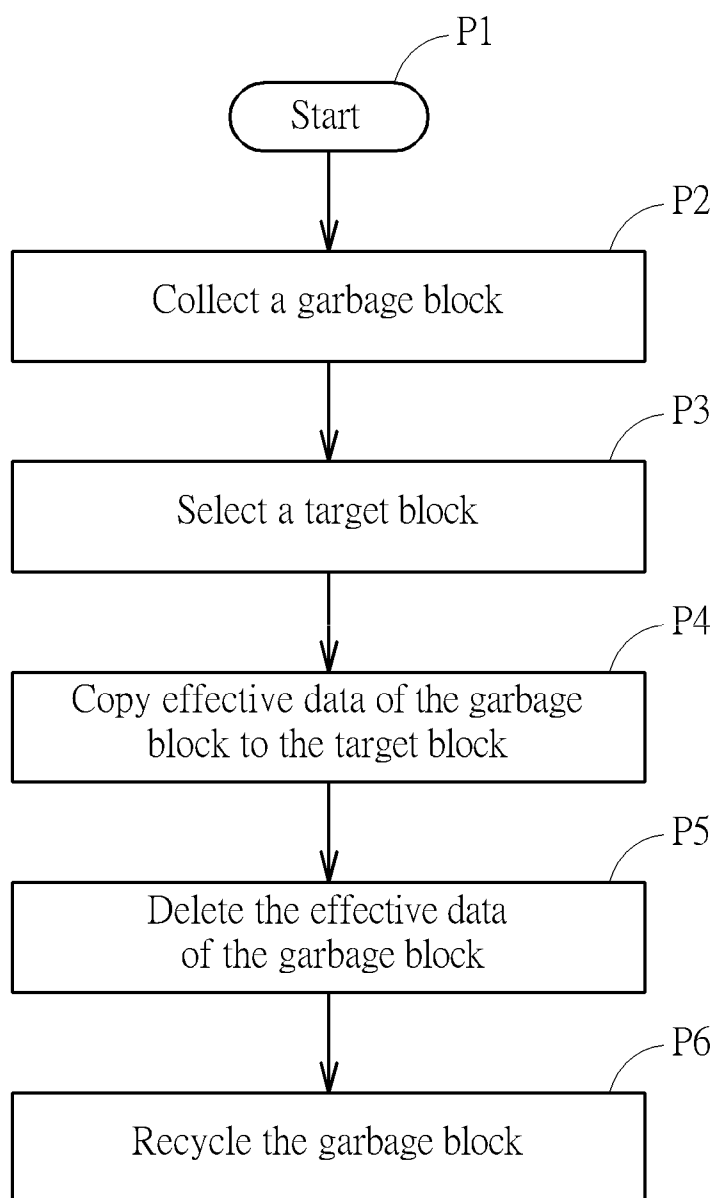 P1
Start
P2
Collect a garbage block
P3
Select a target block
P4
Copy effective data of the garbage
block to the target block
P5
Delete the effective data
of the garbage block
P6
Recycle the garbage block